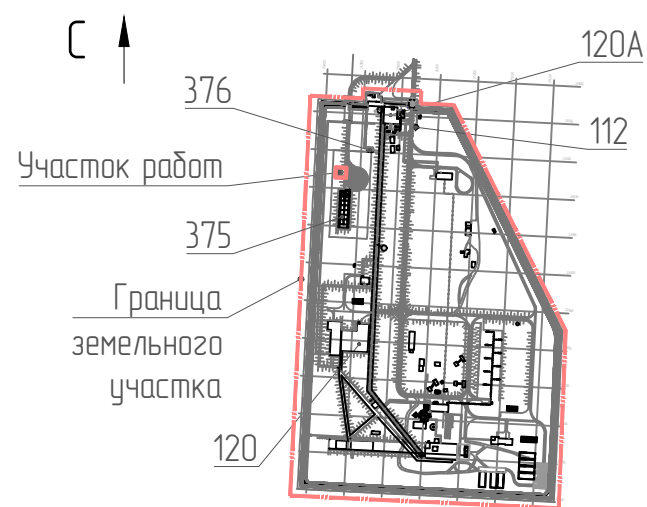 С
120А
376
112
Участок работ
375
Граница
земельного
участка
120